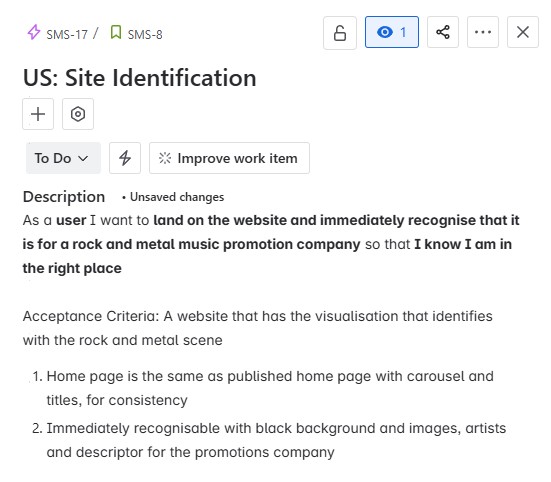 SMS-17 / SMS-8
1
US: Site Identification
To Do
Improve work item
Description • Unsaved changes
As a user I want to land on the website and immediately recognise that it
is for a rock and metal music promotion company so that I know I am in
the right place
Acceptance Criteria: A website that has the visualisation that identifies
with the rock and metal scene
1. Home page is the same as published home page with carousel and
titles, for consistency
2. Immediately recognisable with black background and images, artists
and descriptor for the promotions company